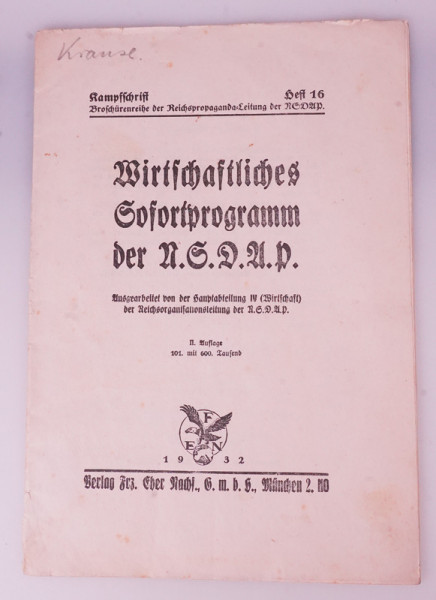 Krause.
Kampfschrift Heft 16
Broschürenreihe der Reichspropaganda-Leitung der NSDAP.
Wirtschaftliches
Sofortprogramm
der N.S.D.A.P.
Ausgearbeitet von der Hauptabteilung IV (Wirtschaft)
der Reichsorganisationsleitung der N.S.D.A.P.
II. Auflage
101. mit 600. Tausend
F
E N
1932
Verlag Frz. Eher Nachf., G. m. b. H., München 2. NO